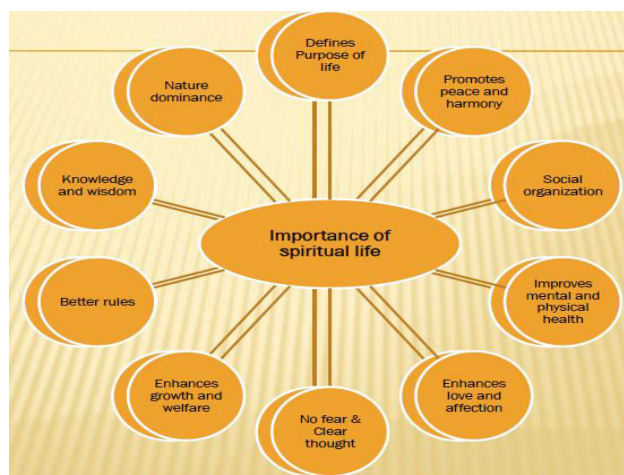 Defines
Purpose of
life
Promotes
peace and
harmony
Social
organization
Improves
mental and
physical
health
Enhances
love and
affection
No fear &
Clear
thought
Enhances
growth and
welfare
Better rules
Knowledge
and wisdom
Nature
dominance
Importance of
spiritual life